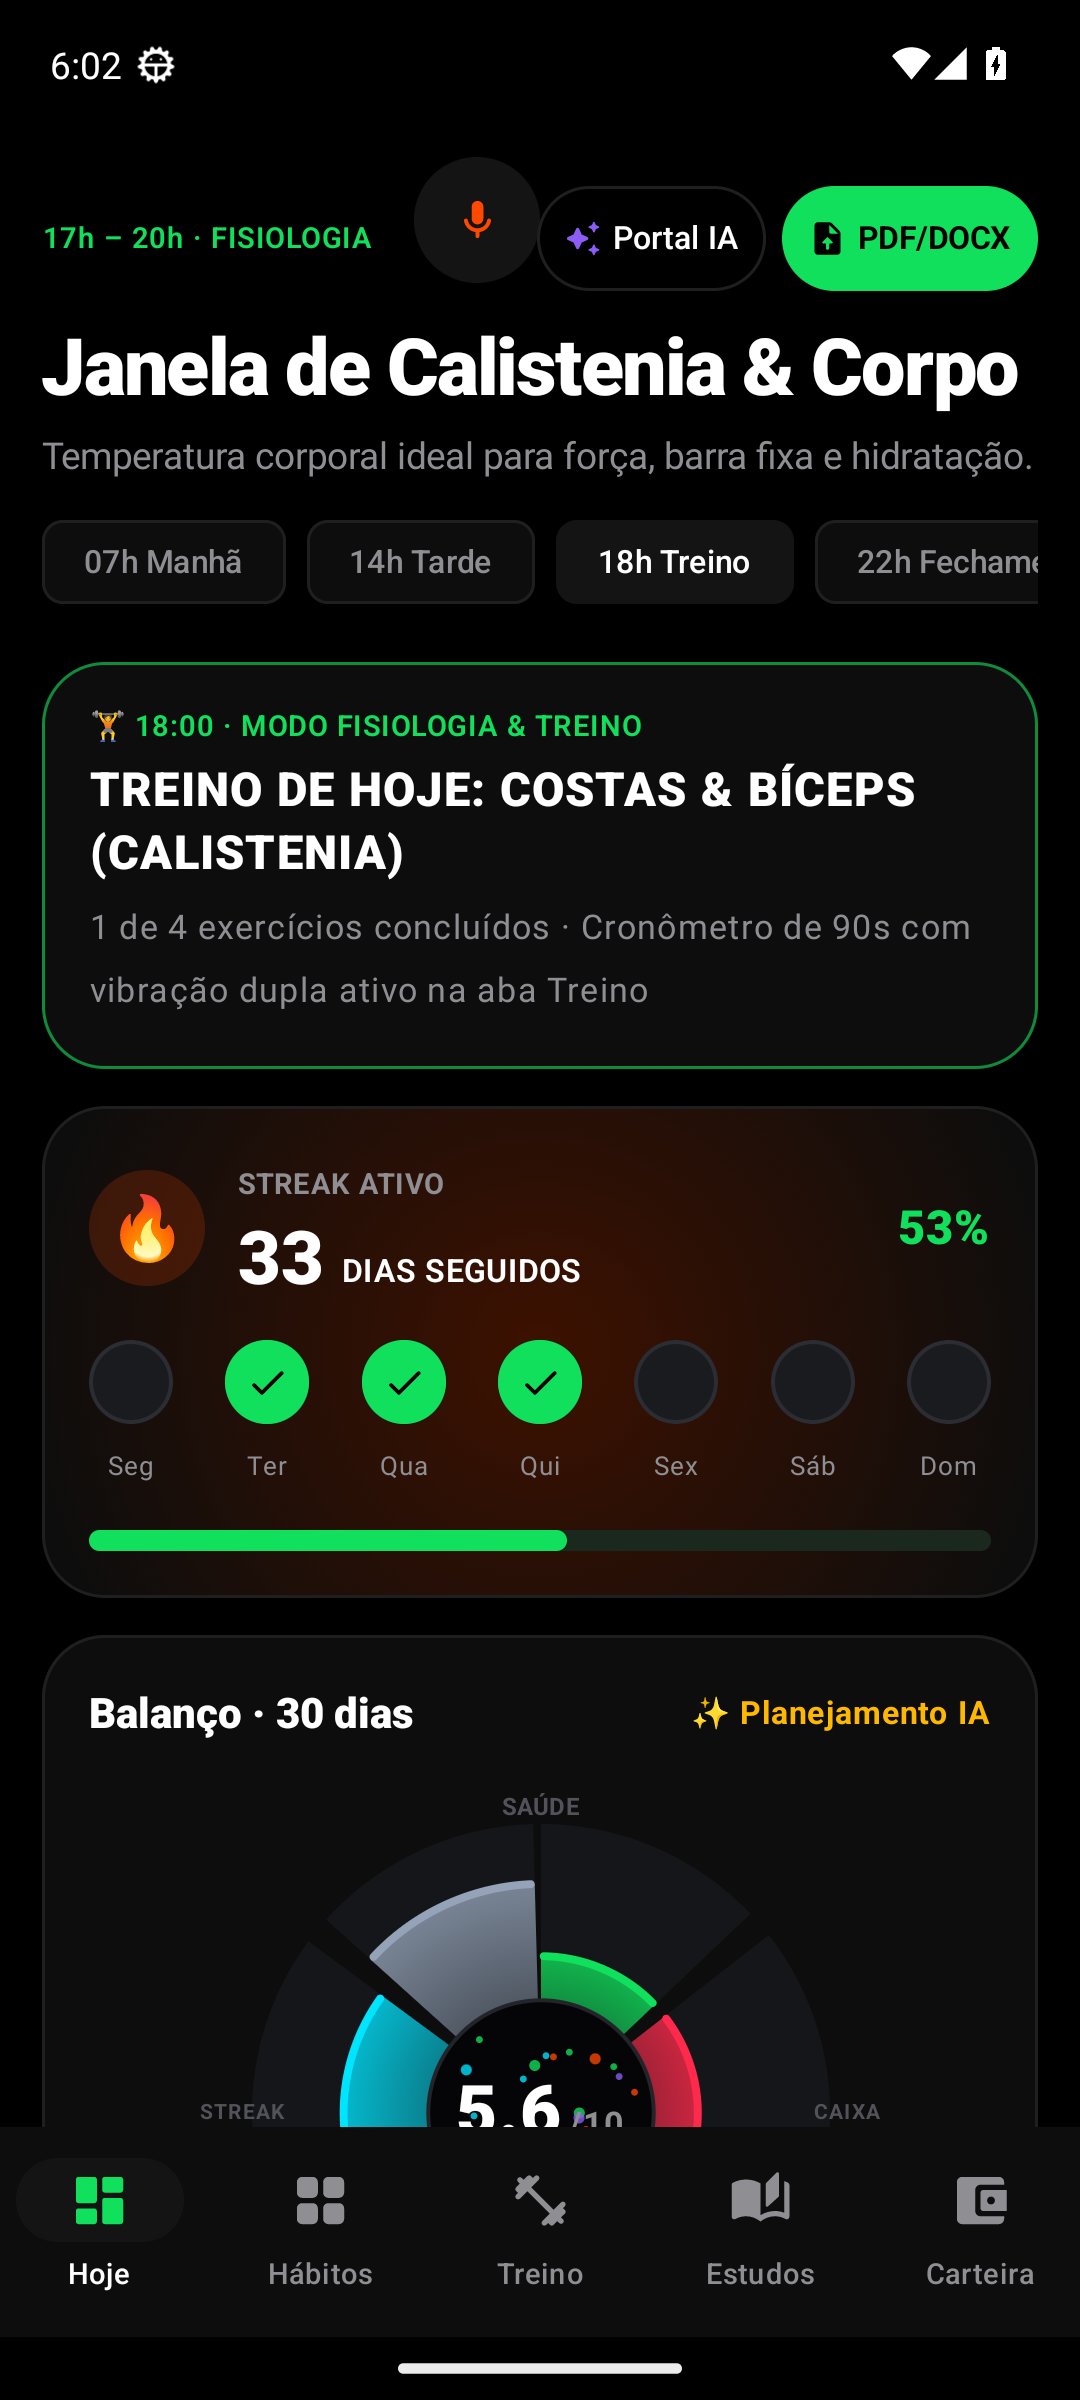 6:02
17h – 20h · FISIOLOGIA
Portal IA
PDF/DOCX
Janela de Calistenia & Corpo
Temperatura corporal ideal para força, barra fixa e hidratação.
07h Manhã
14h Tarde
18h Treino
22h Fechame
18:00 · MODO FISIOLOGIA & TREINO
TREINO DE HOJE: COSTAS & BÍCEPS
(CALISTENIA)
1 de 4 exercícios concluídos · Cronômetro de 90s com
vibração dupla ativo na aba Treino
STREAK ATIVO
33 DIAS SEGUIDOS
53%
Seg
Ter
Qua
Qui
Sex
Sáb
Dom
Balanço · 30 dias
✨ Planejamento IA
SAÚDE
STREAK
5.6 /10
CAIXA
Hoje
Hábitos
Treino
Estudos
Carteira